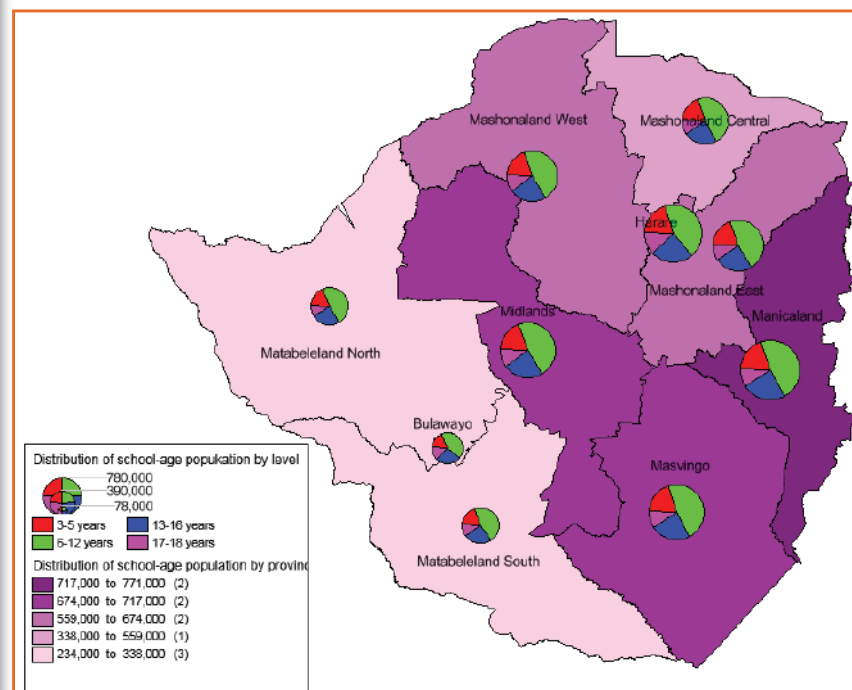 Mashonaland West
Mashonaland Central
Harare
Mashonaland East
Manicaland
Midlands
Matabeleland North
Bulawayo
Masvingo
Matabeleland South
Distribution of school-age popukation by level
780,000
390,000
78,000
3-5 years
13-16 years
6-12 years
17-18 years
Distribution of school-age population by provinc
717,000 to 771,000 (2)
674,000 to 717,000 (2)
559,000 to 674,000 (2)
338,000 to 559,000 (1)
234,000 to 338,000 (3)